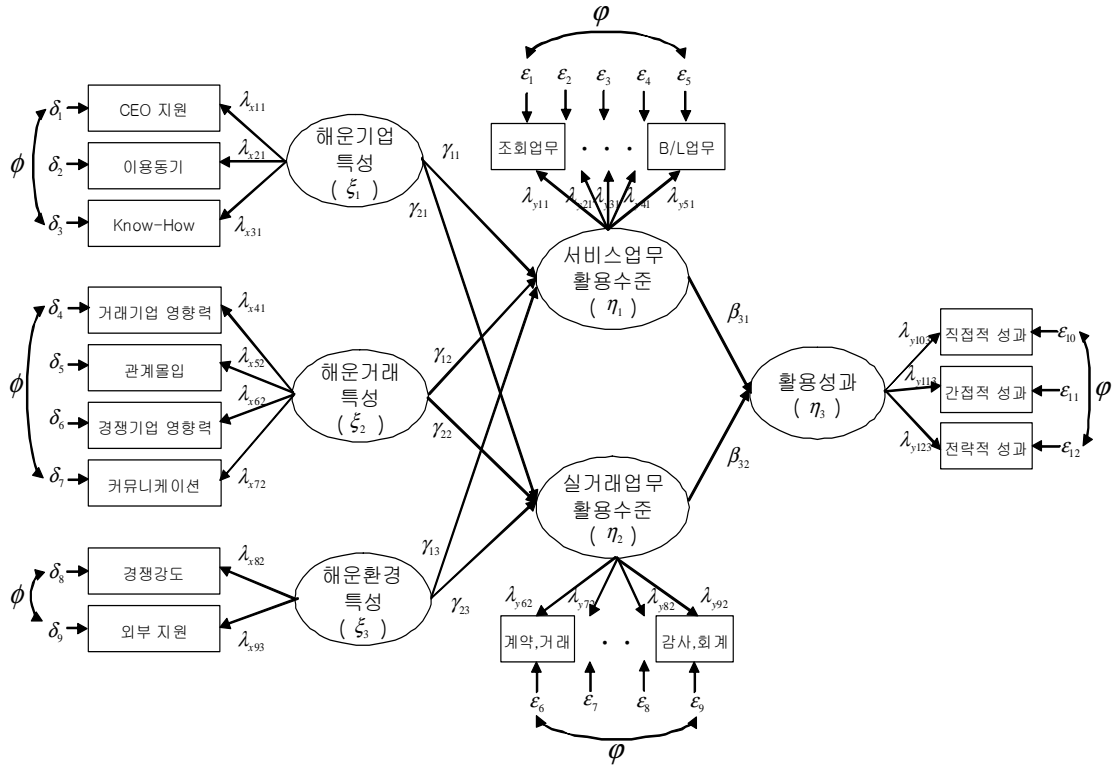 φ
ε₁ ε₂ ε₃ ε₄ ε₅
조회업무 · · · B/L업무
λy11 λy21 λy31 λy41 λy51
δ₁ CEO 지원 λx11
ϕ δ₂ 이용동기 λx21
δ₃ Know-How λx31
해운기업
특성
( ξ₁ )
γ11
γ21
서비스업무
활용수준
( η₁ )
δ₄ 거래기업 영향력 λx41
δ₅ 관계몰입 λx52
ϕ
δ₆ 경쟁기업 영향력 λx62
δ₇ 커뮤니케이션 λx72
해운거래
특성
( ξ₂ )
γ12
γ22
β31
β32
활용성과
( η₃ )
λy103 직접적 성과 ε10
λy113 간접적 성과 ε11
φ
λy123 전략적 성과 ε12
실거래업무
활용수준
( η₂ )
δ₈ 경쟁강도 λx82
ϕ
δ₉ 외부 지원 λx93
해운환경
특성
( ξ₃ )
γ13
γ23
λy62 λy72 λy82 λy92
계약,거래 · · 감사,회계
ε₆ ε₇ ε₈ ε₉
φ